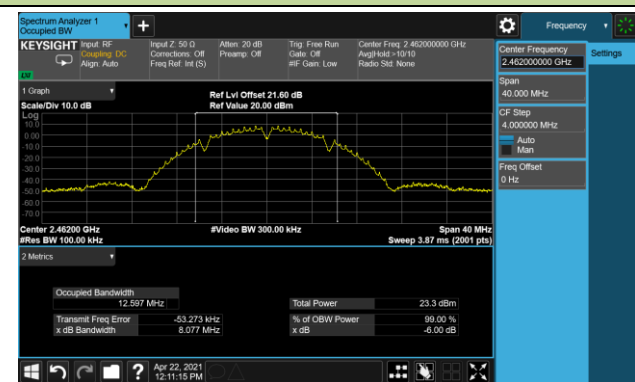 Spectrum Analyzer 1
Occupied BW
Frequency
KEYSIGHT
Input: RF
Coupling: DC
Align: Auto
Input Z: 50 Ω
Corrections: Off
Freq Ref: Int (S)
Atten: 20 dB
Preamp: Off
Trig: Free Run
Gate: Off
#IF Gain: Low
Center Freq: 2.462000000 GHz
Avg|Hold:>10/10
Radio Std: None
LVI
Center Frequency
2.462000000 GHz
Settings
Span
40.000 MHz
CF Step
4.000000 MHz
Auto
Man
Freq Offset
0 Hz
1 Graph
Scale/Div 10.0 dB
Ref Lvl Offset 21.60 dB
Ref Value 20.00 dBm
Log
10.0
0.00
-10.0
-20.0
-30.0
-40.0
-50.0
-60.0
-70.0
Center 2.46200 GHz
#Res BW 100.00 kHz
#Video BW 300.00 kHz
Span 40 MHz
Sweep 3.87 ms (2001 pts)
2 Metrics
Occupied Bandwidth
12.597 MHz
Total Power 23.3 dBm
Transmit Freq Error -53.273 kHz
% of OBW Power 99.00 %
x dB Bandwidth 8.077 MHz
x dB -6.00 dB
?
Apr 22, 2021
12:11:15 PM